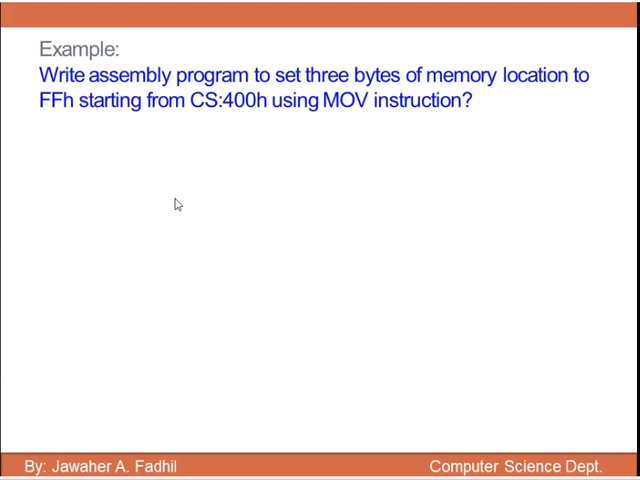 Example:
Write assembly program to set three bytes of memory location to
FFh starting from CS:400h using MOV instruction?
By: Jawaher A. Fadhil
Computer Science Dept.